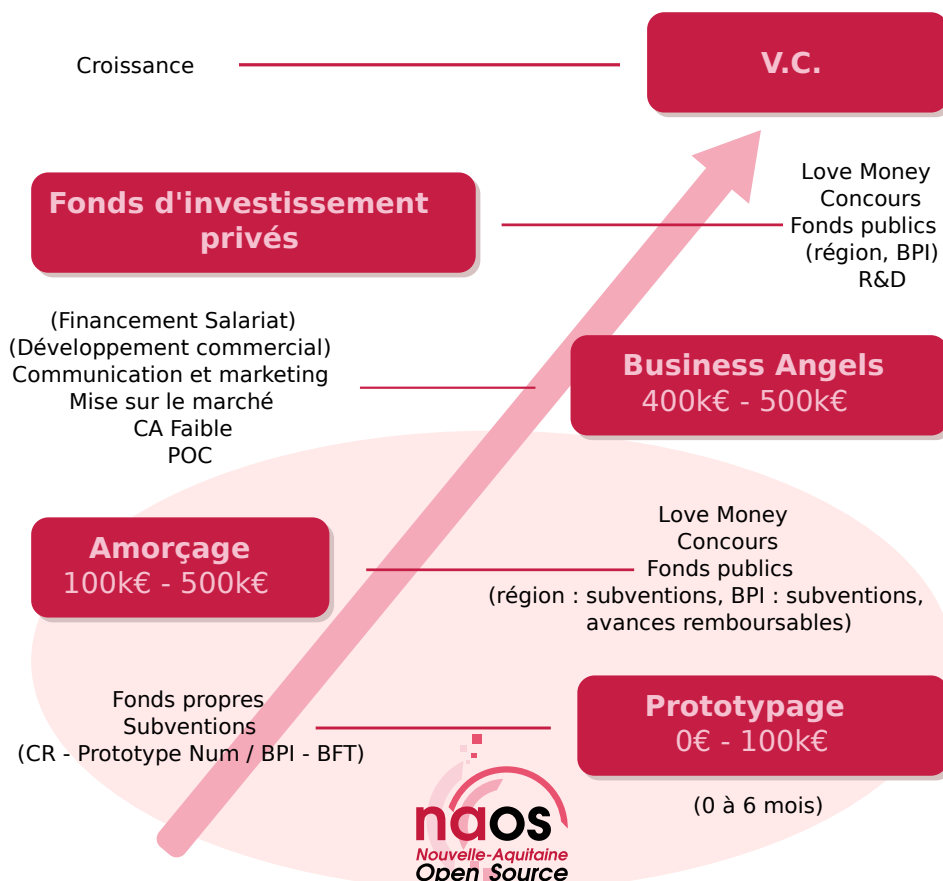 Croissance
V.C.
Fonds d'investissement
privés
Love Money
Concours
Fonds publics
(région, BPI)
R&D
(Financement Salariat)
(Développement commercial)
Communication et marketing
Mise sur le marché
CA Faible
POC
Business Angels
400k€ - 500k€
Amorçage
100k€ - 500k€
Love Money
Concours
Fonds publics
(région : subventions, BPI : subventions,
avances remboursables)
Fonds propres
Subventions
(CR - Prototype Num / BPI - BFT)
Prototypage
0€ - 100k€
(0 à 6 mois)
naos
Nouvelle-Aquitaine
Open Source